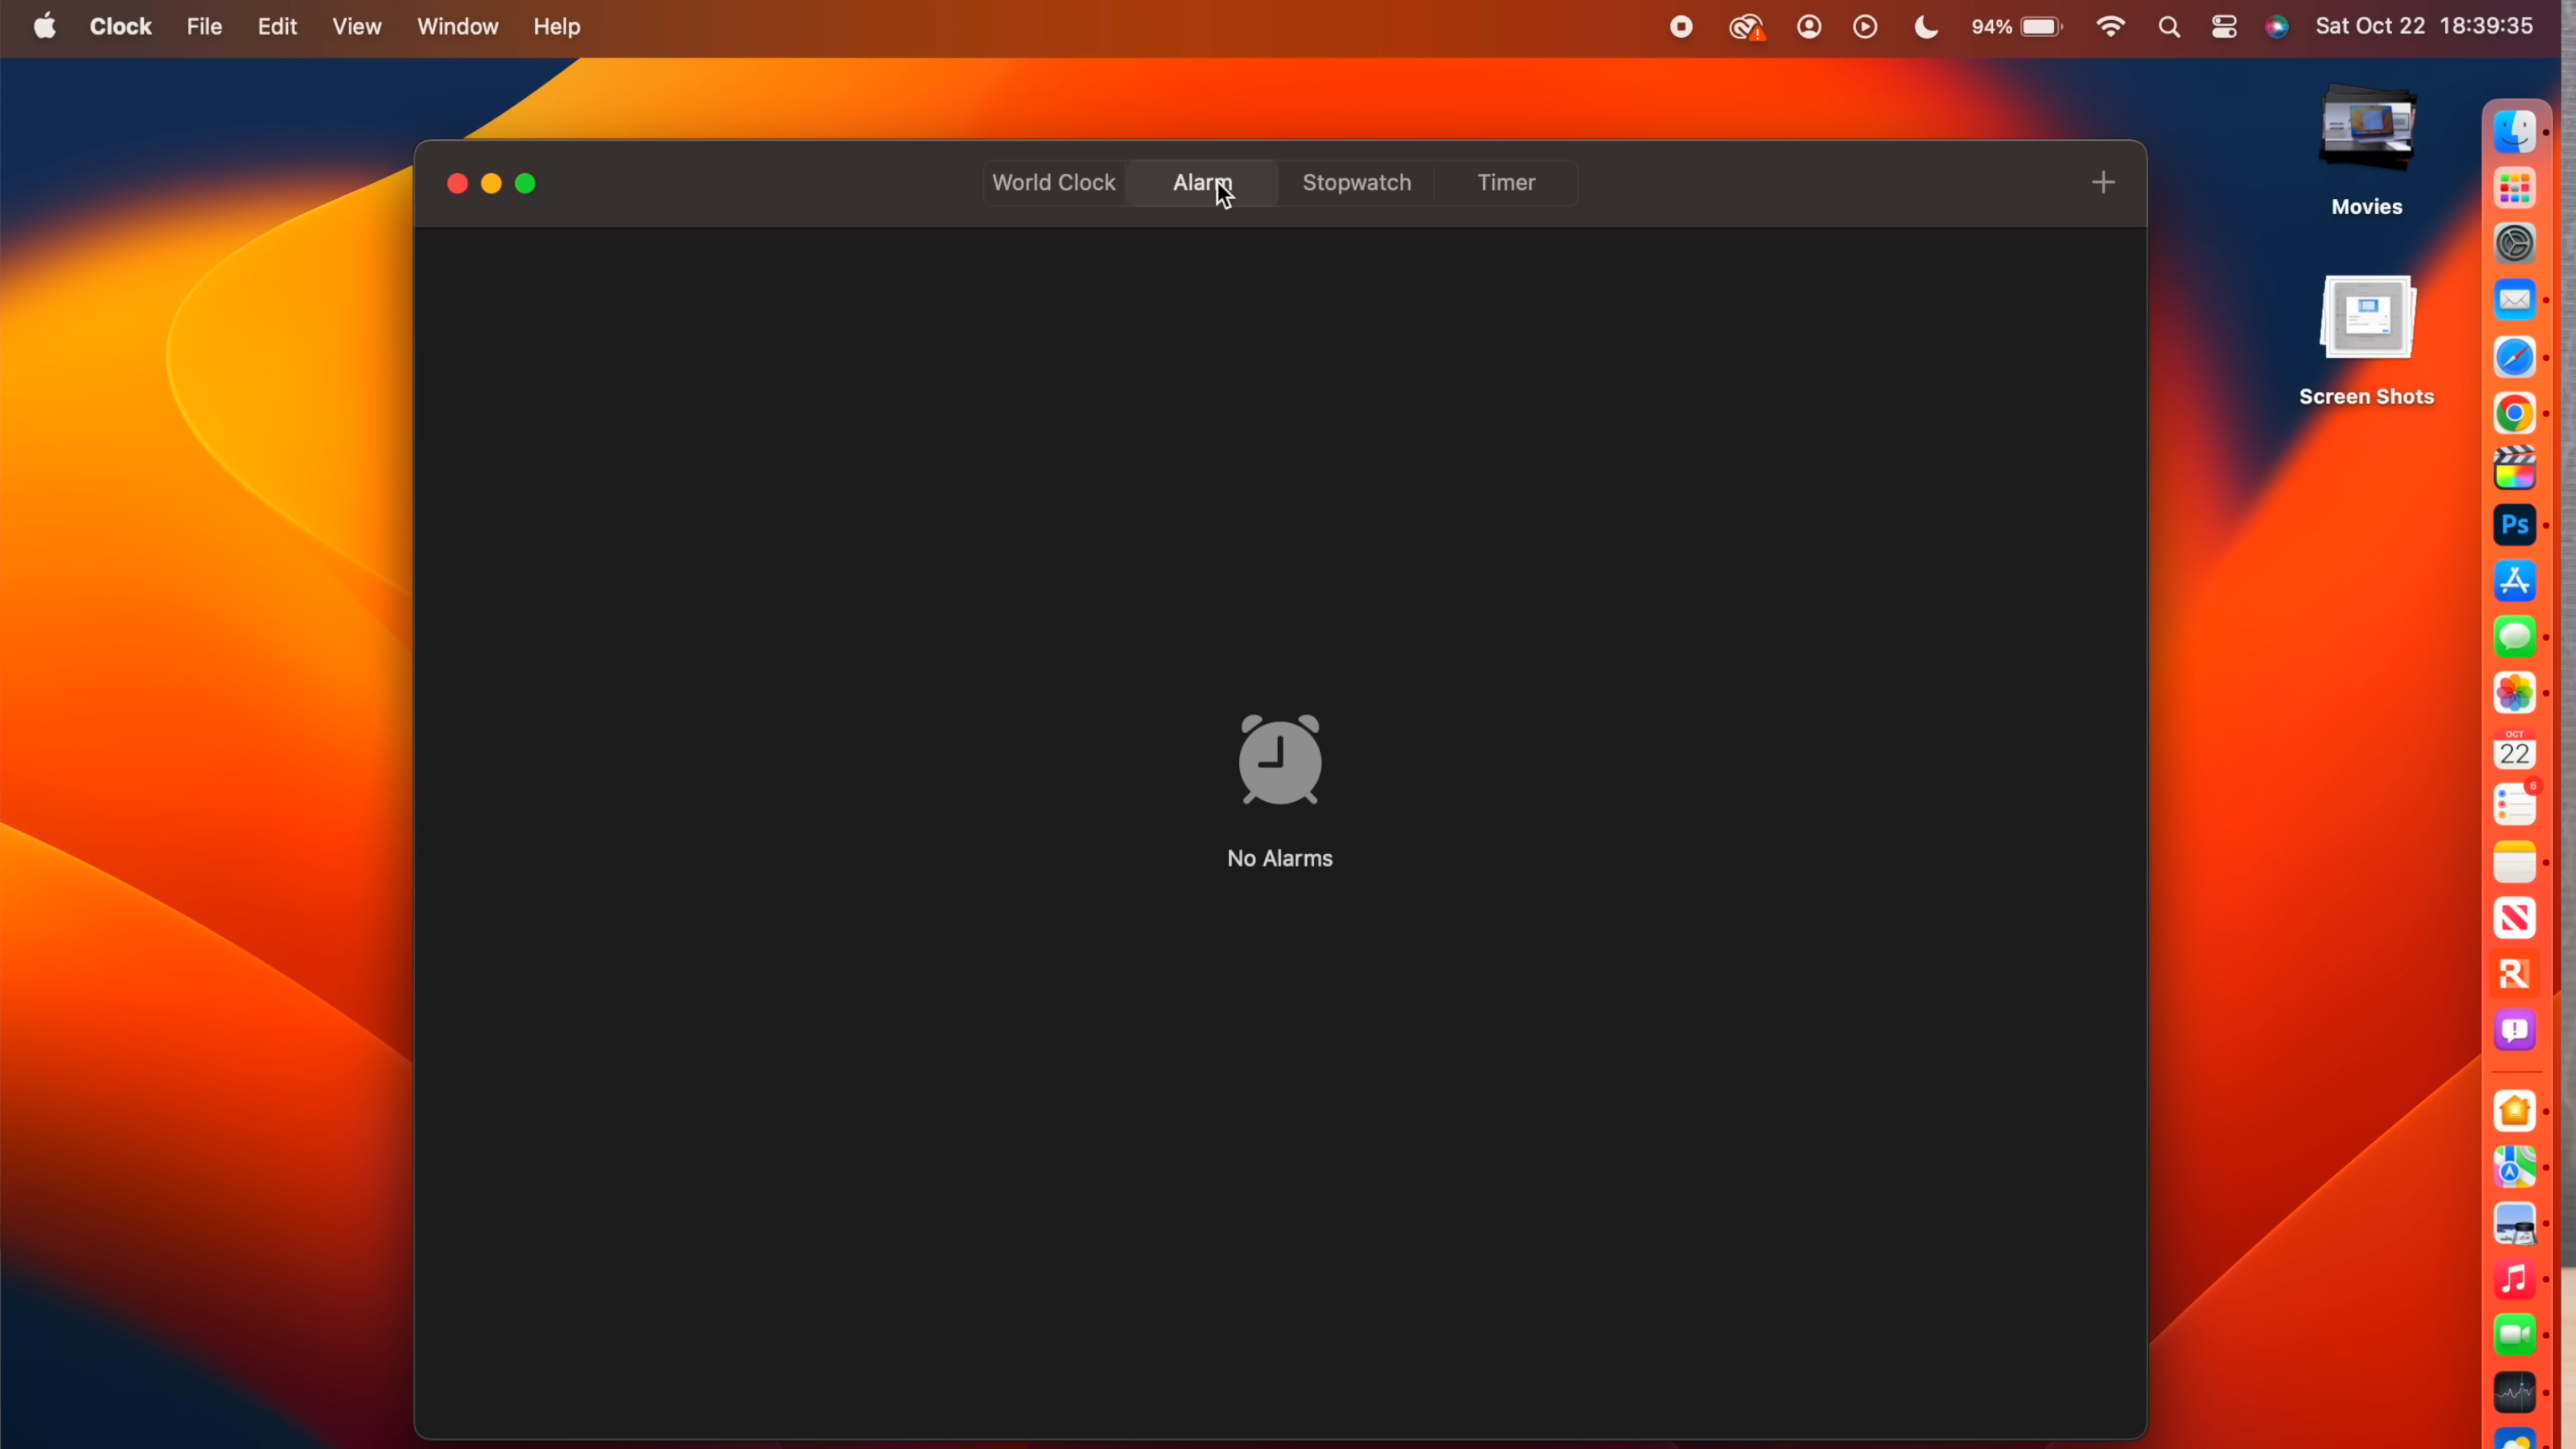 Clock File Edit View Window Help 94% Sat Oct 22 18:39:35
World Clock Alarm Stopwatch Timer
Movies
Screen Shots
Ps
OCT
22
6
No Alarms